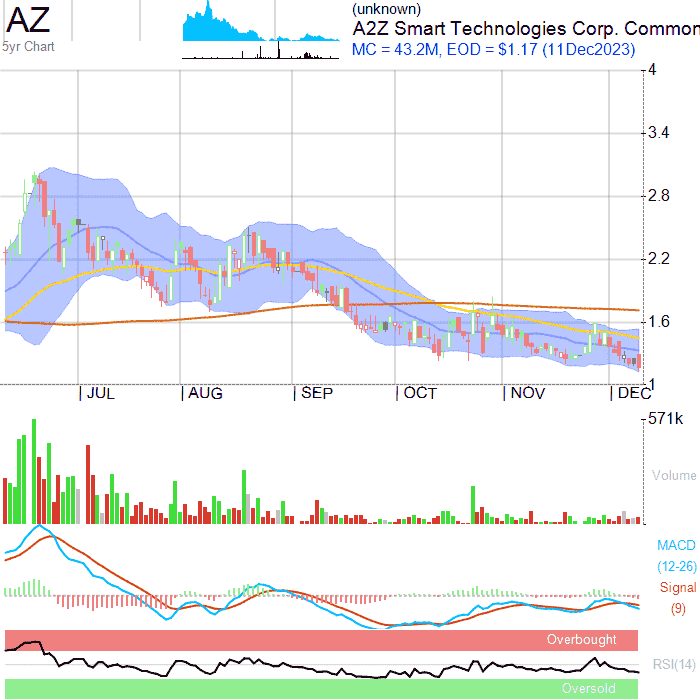 AZ
5yr Chart
(unknown)
A2Z Smart Technologies Corp. Common
MC = 43.2M, EOD = $1.17 (11Dec2023)
4
3.4
2.8
2.2
1.6
1
| JUL
| AUG
| SEP
| OCT
| NOV
| DEC
571k
Volume
MACD
(12-26)
Signal
(9)
Overbought
RSI(14)
Oversold